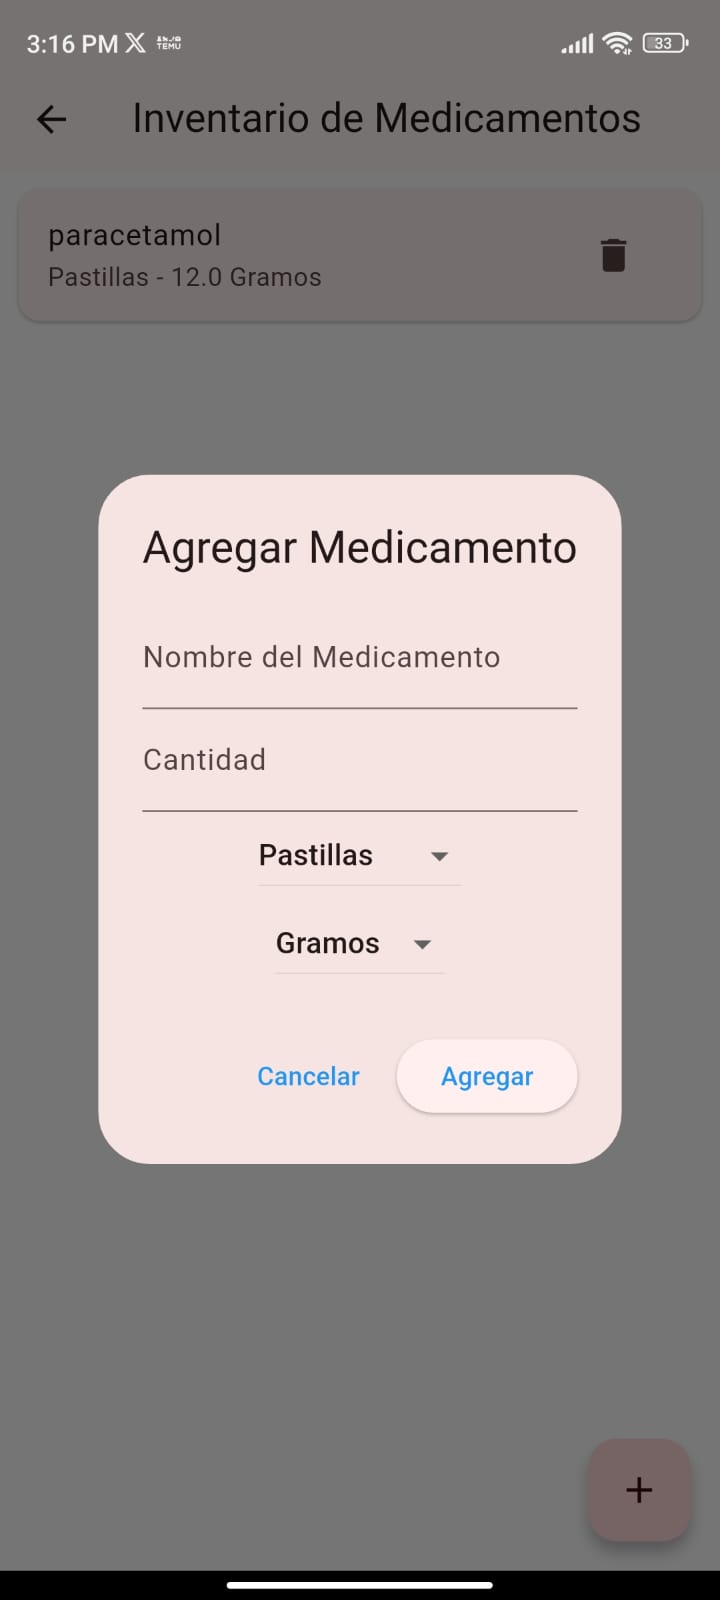 3:16 PM X TEMU 33
Inventario de Medicamentos
paracetamol
Pastillas - 12.0 Gramos
Agregar Medicamento
Nombre del Medicamento
Cantidad
Pastillas
Gramos
Cancelar
Agregar